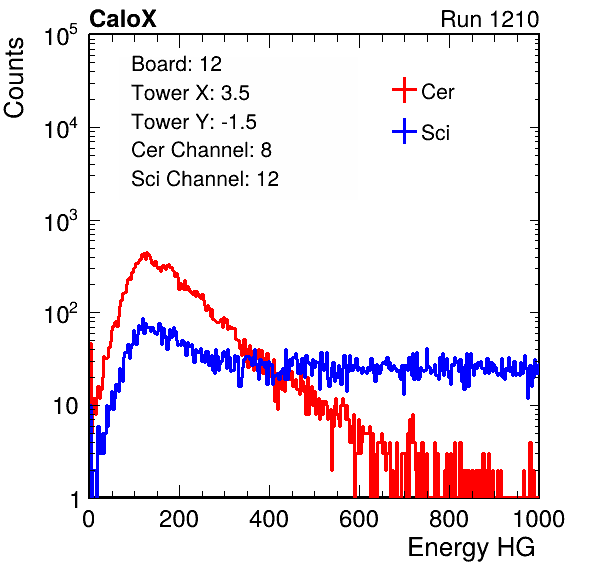 CaloX Run 1210
Counts
10^5
10^4
10^3
10^2
10
1
Board: 12
Tower X: 3.5
Tower Y: -1.5
Cer Channel: 8
Sci Channel: 12
Cer
Sci
0 200 400 600 800 1000
Energy HG